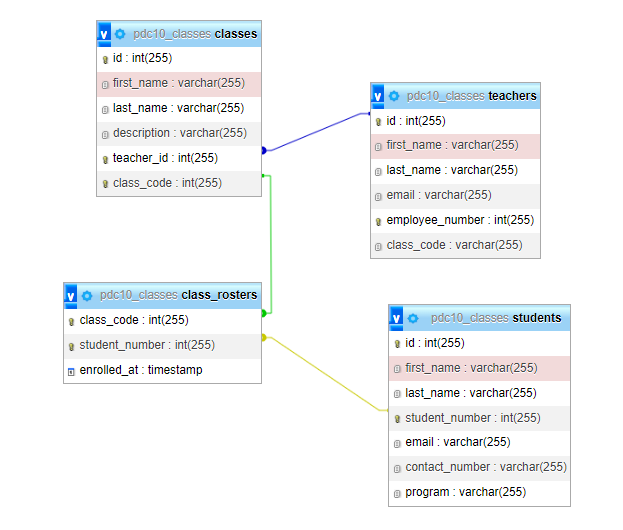 pdc10_classes classes
id : int(255)
first_name : varchar(255)
last_name : varchar(255)
description : varchar(255)
teacher_id : int(255)
class_code : int(255)
pdc10_classes teachers
id : int(255)
first_name : varchar(255)
last_name : varchar(255)
email : varchar(255)
employee_number : int(255)
class_code : varchar(255)
pdc10_classes class_rosters
class_code : int(255)
student_number : int(255)
enrolled_at : timestamp
pdc10_classes students
id : int(255)
first_name : varchar(255)
last_name : varchar(255)
student_number : int(255)
email : varchar(255)
contact_number : varchar(255)
program : varchar(255)